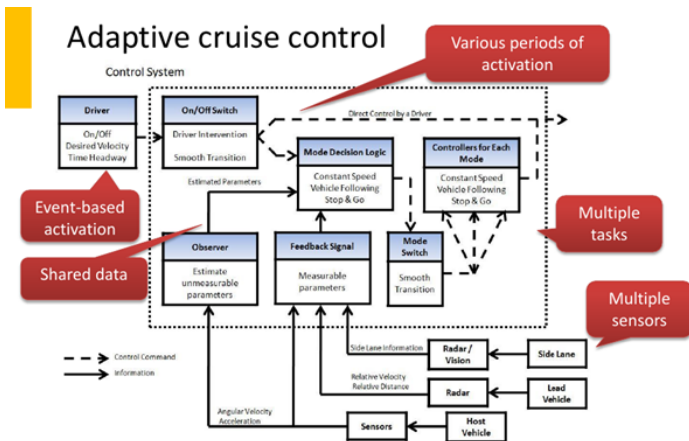 Adaptive cruise control
Various periods of
activation
Control System
Driver
On/Off
Desired Velocity
Time Headway
On/Off Switch
Driver Intervention
Smooth Transition
Direct Control by a Driver
Mode Decision Logic
Constant Speed
Vehicle Following
Stop & Go
Controllers for Each
Mode
Constant Speed
Vehicle Following
Stop & Go
Estimated Parameters
Event-based
activation
Multiple
tasks
Shared data
Observer
Estimate
unmeasurable
parameters
Feedback Signal
Measurable
parameters
Mode
Switch
Smooth
Transition
Multiple
sensors
Side Lane Information
Radar /
Vision
Side Lane
Control Command
Information
Relative Velocity
Relative Distance
Radar
Lead
Vehicle
Angular Velocity
Acceleration
Sensors
Host
Vehicle